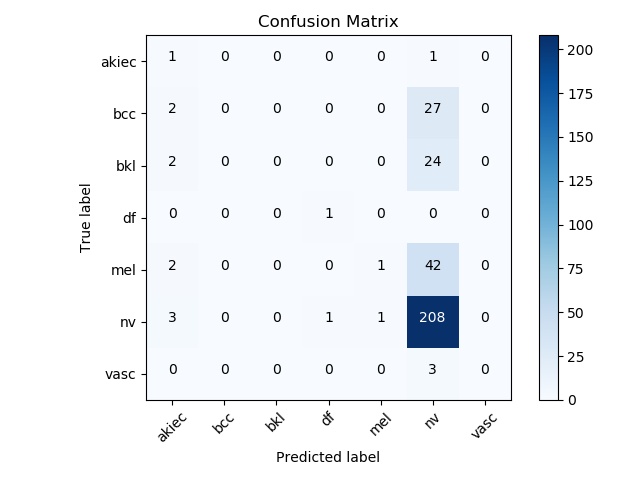 Confusion Matrix
True label
akiec 1 0 0 0 0 1 0
bcc 2 0 0 0 0 27 0
bkl 2 0 0 0 0 24 0
df 0 0 0 1 0 0 0
mel 2 0 0 0 1 42 0
nv 3 0 0 1 1 208 0
vasc 0 0 0 0 0 3 0
akiec bcc bkl df mel nv vasc
Predicted label
200
175
150
125
100
75
50
25
0